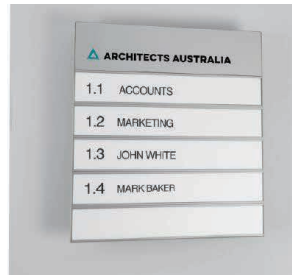 ARCHITECTS AUSTRALIA
1.1 ACCOUNTS
1.2 MARKETING
1.3 JOHN WHITE
1.4 MARK BAKER